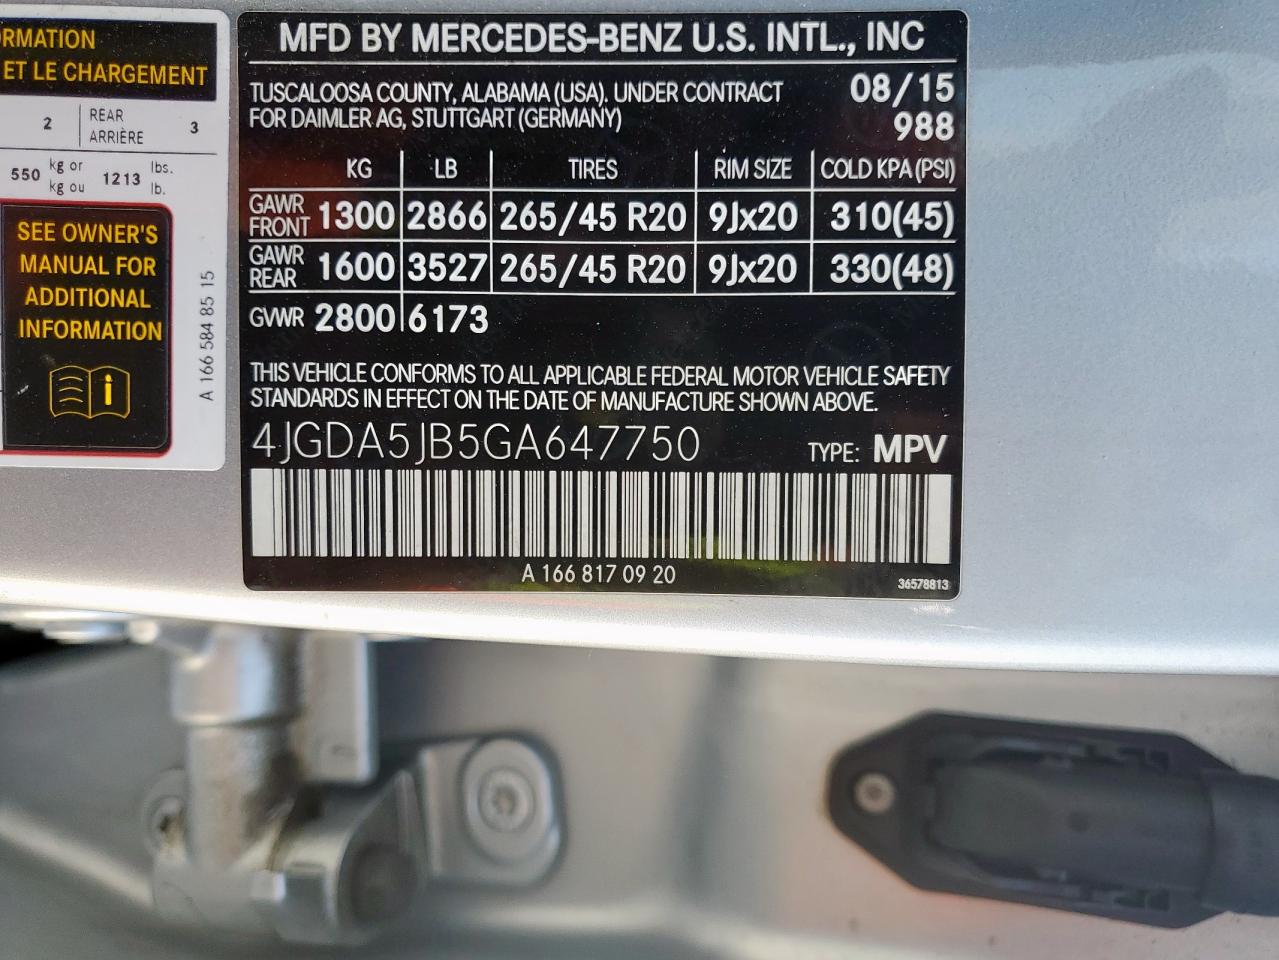 ORMATION
ET LE CHARGEMENT
2 REAR ARRIÈRE 3
550 kg or kg ou 1213 lbs. lb.
SEE OWNER'S
MANUAL FOR
ADDITIONAL
INFORMATION
i
A 166 584 85 15
MFD BY MERCEDES-BENZ U.S. INTL., INC
TUSCALOOSA COUNTY, ALABAMA (USA). UNDER CONTRACT 08/15
FOR DAIMLER AG, STUTTGART (GERMANY) 988
KG LB TIRES RIM SIZE COLD KPA(PSI)
GAWR FRONT 1300 2866 265/45 R20 9Jx20 310(45)
GAWR REAR 1600 3527 265/45 R20 9Jx20 330(48)
GVWR 2800 6173
THIS VEHICLE CONFORMS TO ALL APPLICABLE FEDERAL MOTOR VEHICLE SAFETY
STANDARDS IN EFFECT ON THE DATE OF MANUFACTURE SHOWN ABOVE.
4JGDA5JB5GA647750 TYPE: MPV
A 166 817 09 20
36578813